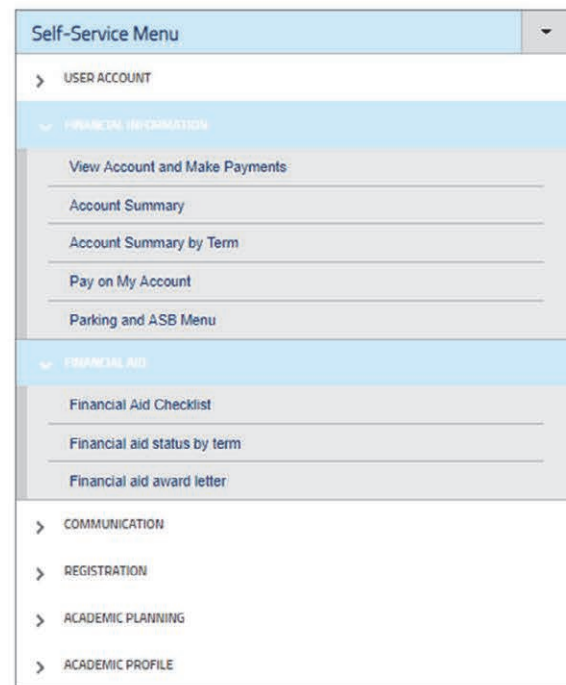 Self-Service Menu
USER ACCOUNT
FINANCIAL INFORMATION
View Account and Make Payments
Account Summary
Account Summary by Term
Pay on My Account
Parking and ASB Menu
FINANCIAL AID
Financial Aid Checklist
Financial aid status by term
Financial aid award letter
COMMUNICATION
REGISTRATION
ACADEMIC PLANNING
ACADEMIC PROFILE